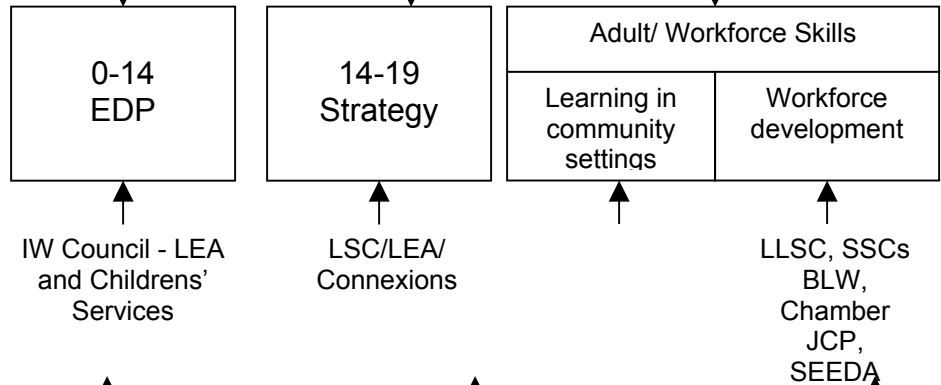 0-14
EDP
14-19
Strategy
Adult/ Workforce Skills
Learning in
community
settings
Workforce
development
IW Council - LEA
and Childrens’
Services
LSC/LEA/
Connexions
LLSC, SSCs
BLW,
Chamber
JCP,
SEEDA